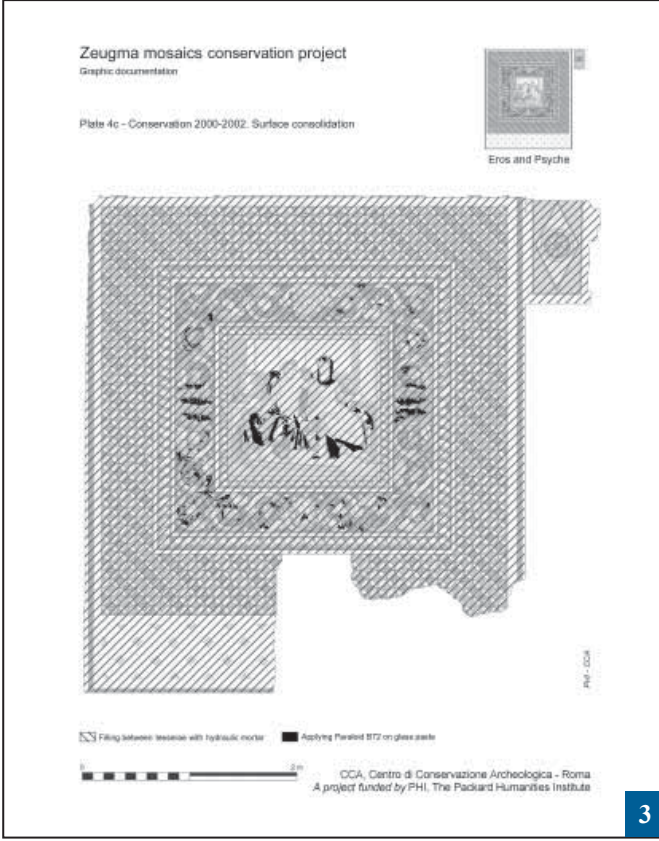 Zeugma mosaics conservation project
Graphic documentation
Plate 4c - Conservation 2000-2002. Surface consolidation
Eros and Psyche
PHI - CCA
Filling between tesserae with hydraulic mortar
Applying Paraloid B72 on glass paste
0 2 m
CCA, Centro di Conservazione Archeologica - Roma
A project funded by PHI, The Packard Humanities Institute
3